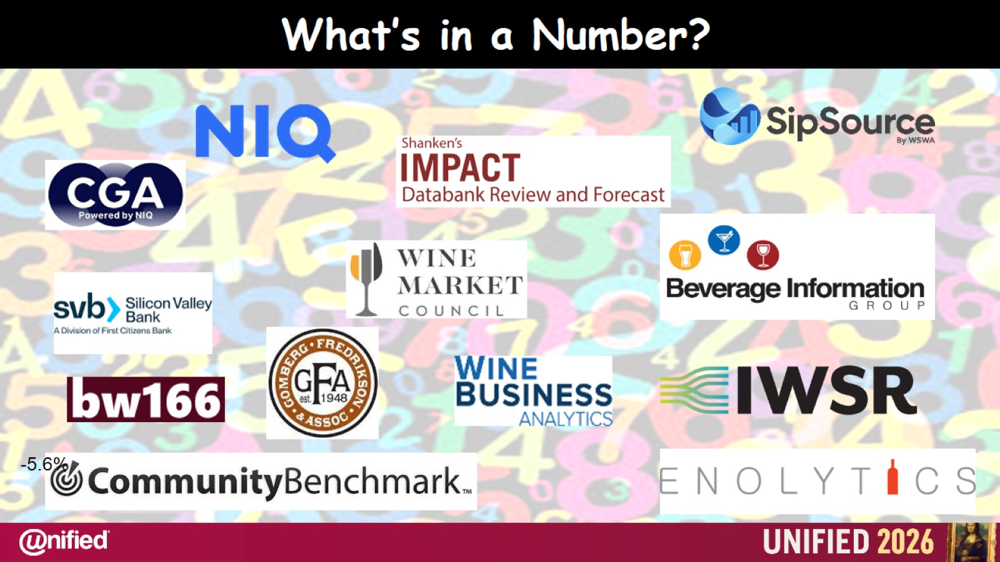 What's in a Number?
NIQ
SipSource
By WSWA
Shanken's
IMPACT
Databank Review and Forecast
CGA
Powered by NIQ
WINE
MARKET
COUNCIL
Beverage Information
GROUP
svb Silicon Valley
Bank
A Division of First Citizens Bank
GOMBERG · FREDRIKSON
& ASSOC
GFA
est. 1948
WINE
BUSINESS
ANALYTICS
IWSR
bw166
-5.6%
CommunityBenchmark™
ENOLYTICS
unified
UNIFIED 2026